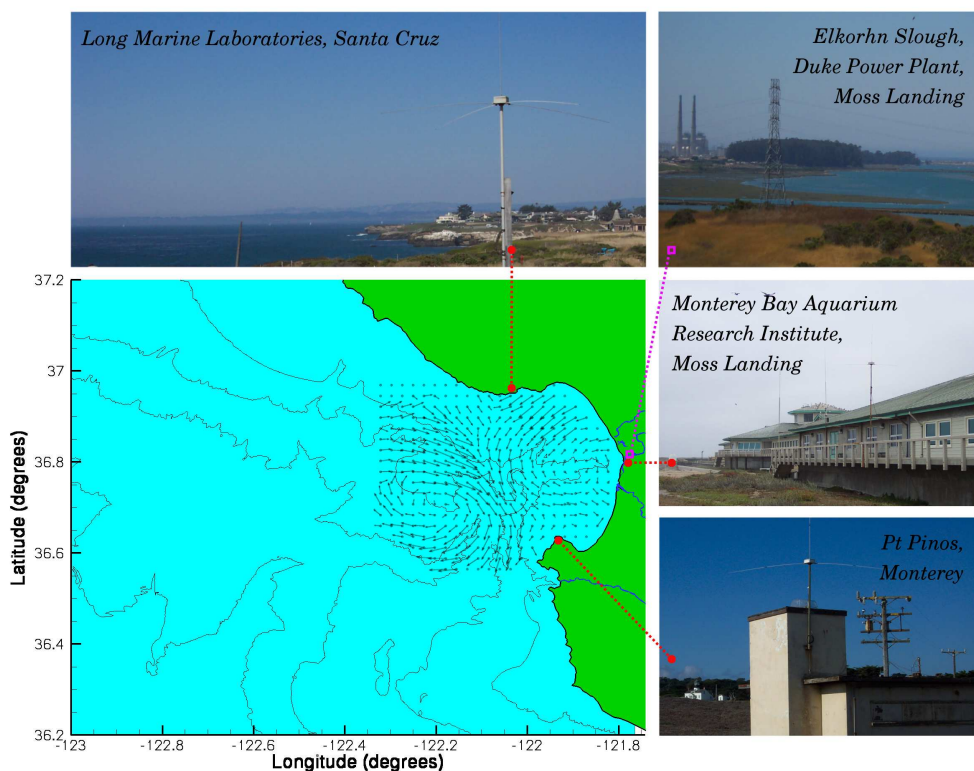 Long Marine Laboratories, Santa Cruz
Elkorhn Slough,
Duke Power Plant,
Moss Landing
Monterey Bay Aquarium
Research Institute,
Moss Landing
Pt Pinos,
Monterey
37.2
37
36.8
36.6
36.4
36.2
Latitude (degrees)
-123 -122.8 -122.6 -122.4 -122.2 -122 -121.8
Longitude (degrees)